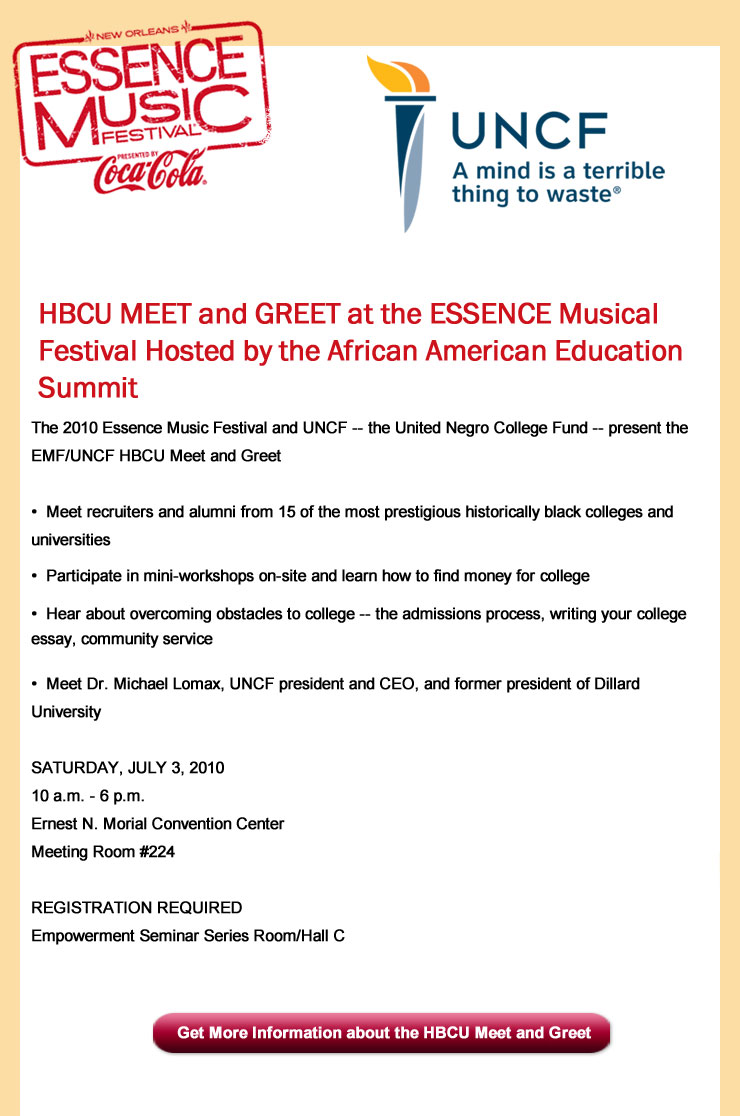 NEW ORLEANS
ESSENCE
MUSIC
FESTIVAL™
PRESENTED BY
Coca-Cola®
UNCF
A mind is a terrible
thing to waste®
HBCU MEET and GREET at the ESSENCE Musical
Festival Hosted by the African American Education
Summit
The 2010 Essence Music Festival and UNCF -- the United Negro College Fund -- present the
EMF/UNCF HBCU Meet and Greet
• Meet recruiters and alumni from 15 of the most prestigious historically black colleges and
universities
• Participate in mini-workshops on-site and learn how to find money for college
• Hear about overcoming obstacles to college -- the admissions process, writing your college
essay, community service
• Meet Dr. Michael Lomax, UNCF president and CEO, and former president of Dillard
University
SATURDAY, JULY 3, 2010
10 a.m. - 6 p.m.
Ernest N. Morial Convention Center
Meeting Room #224
REGISTRATION REQUIRED
Empowerment Seminar Series Room/Hall C
Get More Information about the HBCU Meet and Greet